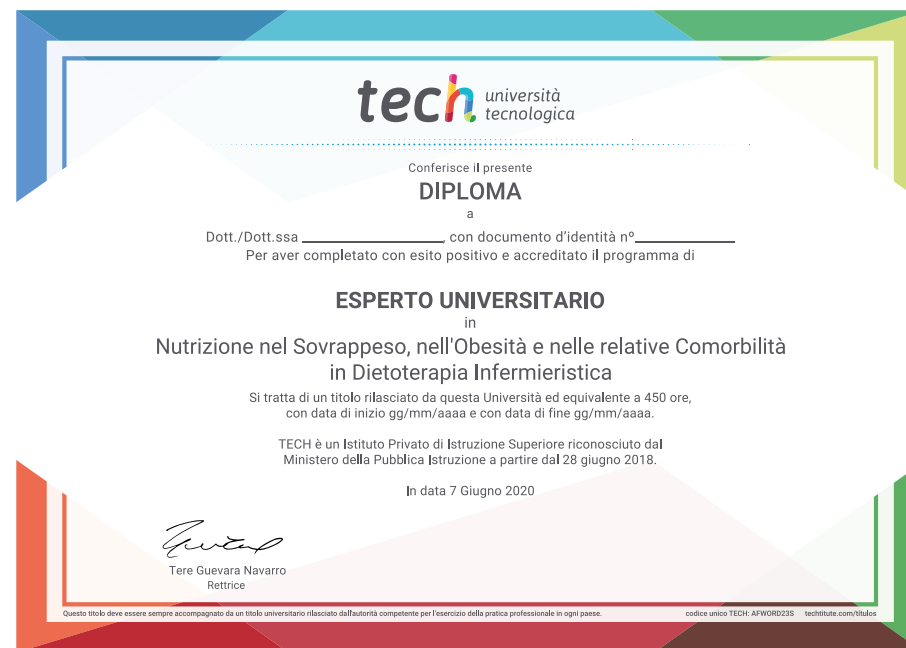 tech università
tecnologica
Conferisce il presente
DIPLOMA
a
Dott./Dott.ssa ____________________, con documento d'identità nº______________
Per aver completato con esito positivo e accreditato il programma di
ESPERTO UNIVERSITARIO
in
Nutrizione nel Sovrappeso, nell'Obesità e nelle relative Comorbilità
in Dietoterapia Infermieristica
Si tratta di un titolo rilasciato da questa Università ed equivalente a 450 ore,
con data di inizio gg/mm/aaaa e con data di fine gg/mm/aaaa.
TECH è un Istituto Privato di Istruzione Superiore riconosciuto dal
Ministero della Pubblica Istruzione a partire dal 28 giugno 2018.
In data 7 Giugno 2020
Tere Guevara Navarro
Rettrice
Questo titolo deve essere sempre accompagnato da un titolo universitario rilasciato dall'autorità competente per l'esercizio della pratica professionale in ogni paese. codice unico TECH: AFWORD23S techtitute.com/titulos